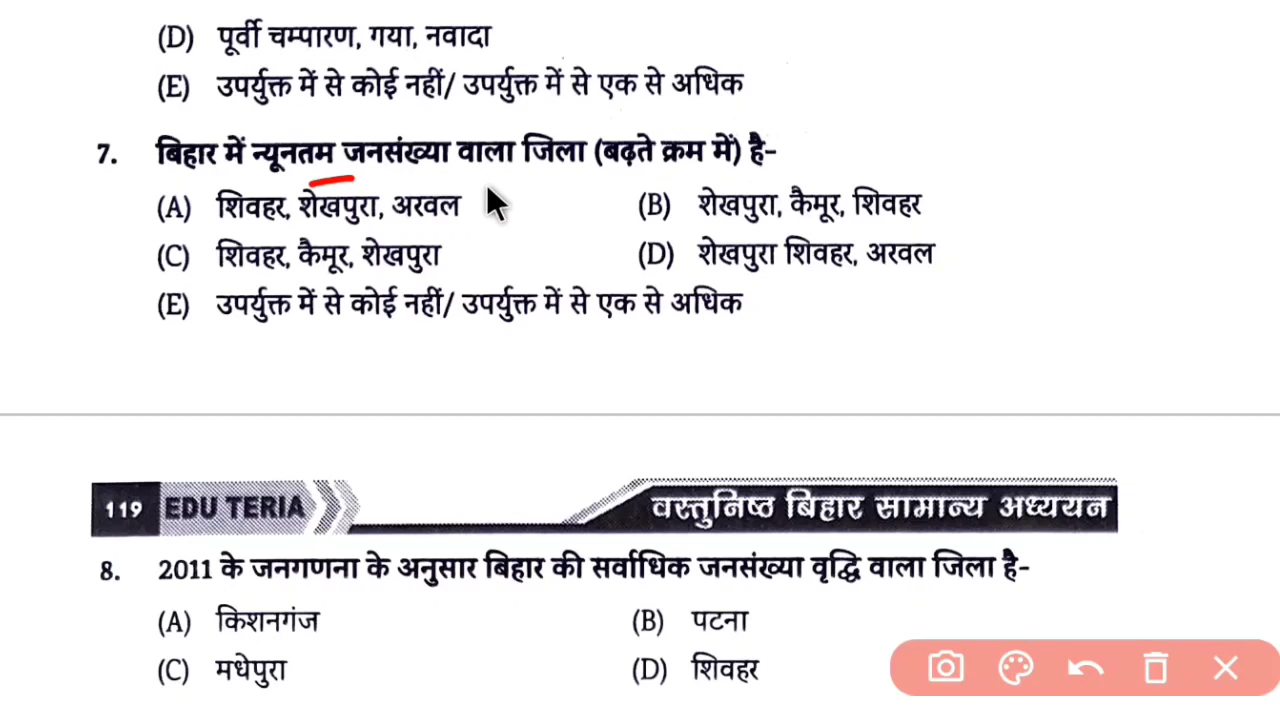 (D) पूर्वी चम्पारण, गया, नवादा
(E) उपर्युक्त में से कोई नहीं/ उपर्युक्त में से एक से अधिक
7. बिहार में न्यूनतम जनसंख्या वाला जिला (बढ़ते क्रम में) है-
(A) शिवहर, शेखपुरा, अरवल (B) शेखपुरा, कैमूर, शिवहर
(C) शिवहर, कैमूर, शेखपुरा (D) शेखपुरा शिवहर, अरवल
(E) उपर्युक्त में से कोई नहीं/ उपर्युक्त में से एक से अधिक
119 EDU TERIA वस्तुनिष्ठ बिहार सामान्य अध्ययन
8. 2011 के जनगणना के अनुसार बिहार की सर्वाधिक जनसंख्या वृद्धि वाला जिला है-
(A) किशनगंज (B) पटना
(C) मधेपुरा (D) शिवहर